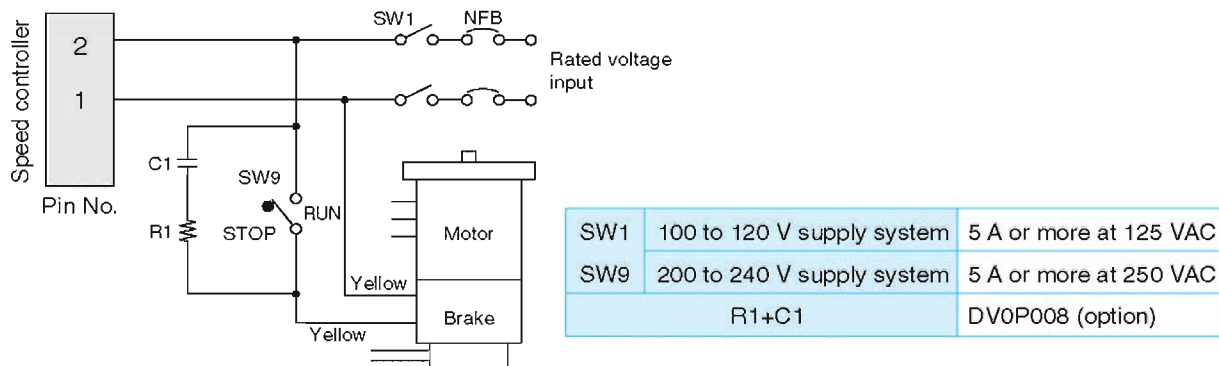 SW1 NFB
2
Rated voltage
input
1
Speed controller
C1
SW9
RUN
Pin No.
R1
STOP
Motor
Yellow
Brake
Yellow
SW1 100 to 120 V supply system 5 A or more at 125 VAC
SW9 200 to 240 V supply system 5 A or more at 250 VAC
R1+C1 DV0P008 (option)